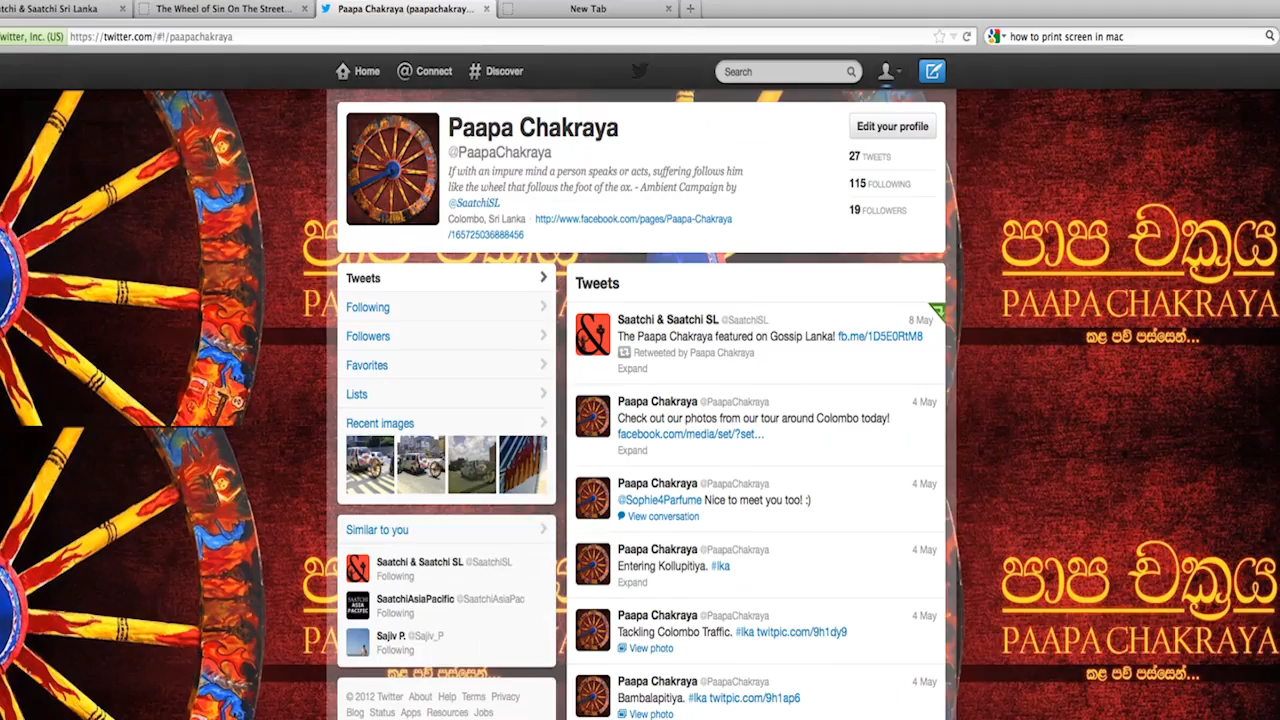 tchi & Saatchi Sri Lanka
The Wheel of Sin On The Street...
Paapa Chakraya (paapachakray...
New Tab
witter, Inc. (US)
https://twitter.com/#!/paapachakraya
how to print screen in mac
Home
Connect
Discover
Search
Paapa Chakraya
@PaapaChakraya
If with an impure mind a person speaks or acts, suffering follows him
like the wheel that follows the foot of the ox. - Ambient Campaign by
@SaatchiSL
Colombo, Sri Lanka · http://www.facebook.com/pages/Paapa-Chakraya
/165725036888456
Edit your profile
27 TWEETS
115 FOLLOWING
19 FOLLOWERS
Tweets
Following
Followers
Favorites
Lists
Recent images
Similar to you
Saatchi & Saatchi SL @SaatchiSL
Following
SaatchiAsiaPacific @SaatchiAsiaPac
Following
Sajiv P. @Sajiv_P
Following
© 2012 Twitter About Help Terms Privacy
Blog Status Apps Resources Jobs
Tweets
Saatchi & Saatchi SL @SaatchiSL 8 May
The Paapa Chakraya featured on Gossip Lanka! fb.me/1D5E0RtM8
Retweeted by Paapa Chakraya
Expand
Paapa Chakraya @PaapaChakraya 4 May
Check out our photos from our tour around Colombo today!
facebook.com/media/set/?set...
Expand
Paapa Chakraya @PaapaChakraya 4 May
@Sophie4Parfume Nice to meet you too! :)
View conversation
Paapa Chakraya @PaapaChakraya 4 May
Entering Kollupitiya. #lka
Expand
Paapa Chakraya @PaapaChakraya 4 May
Tackling Colombo Traffic. #lka twitpic.com/9h1dy9
View photo
Paapa Chakraya @PaapaChakraya 4 May
Bambalapitiya. #lka twitpic.com/9h1ap6
View photo
පාප චක්‍රය
PAAPA CHAKRAYA
කළ පව් පස්සෙන්...
පාප චක්‍රය
PAAPA CHAKRAYA
කළ පව් පස්සෙන්...